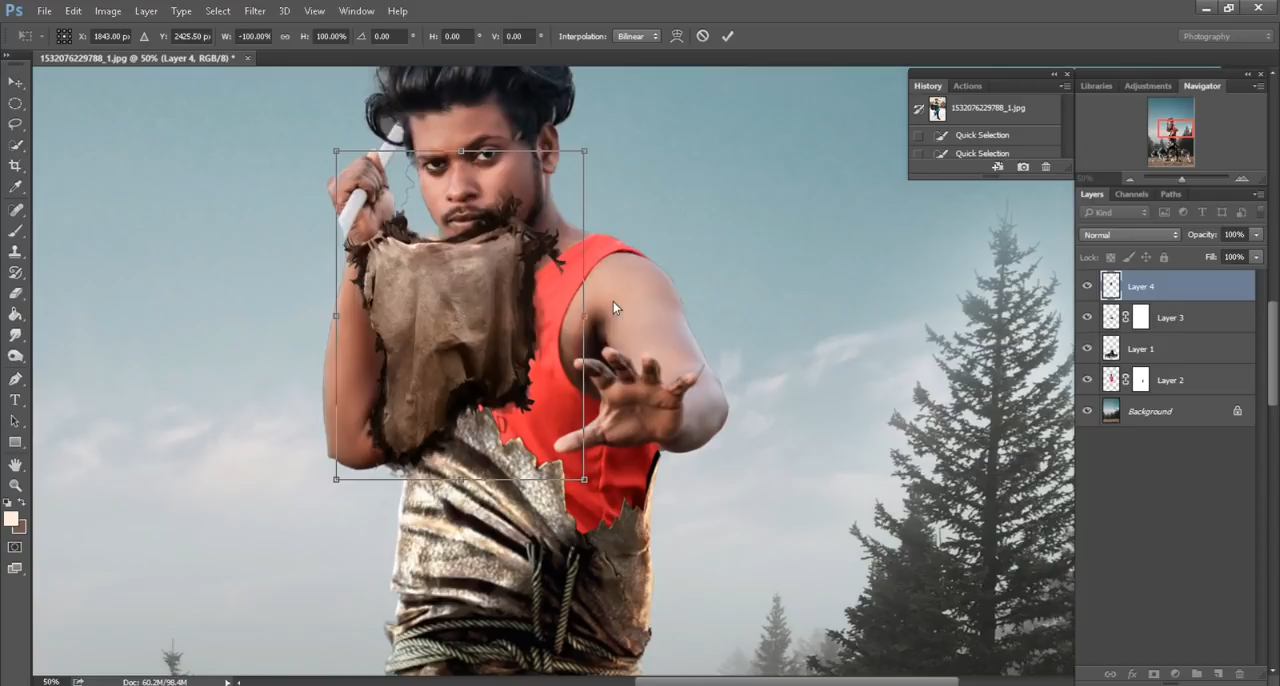 Ps File Edit Image Layer Type Select Filter 3D View Window Help
X: 1843.00 px Y: 2425.50 px W: -100.00% H: 100.00% 0.00 ° H: 0.00 ° V: 0.00 ° Interpolation: Bilinear Photography
1532076229788_1.jpg @ 50% (Layer 4, RGB/8) * ×
History Actions
1532076229788_1.jpg
Quick Selection
Quick Selection
Libraries Adjustments Navigator
50%
Layers Channels Paths
Kind
Normal Opacity: 100%
Lock: Fill: 100%
Layer 4
Layer 3
Layer 1
Layer 2
Background
50% Doc: 60.2M/98.4M